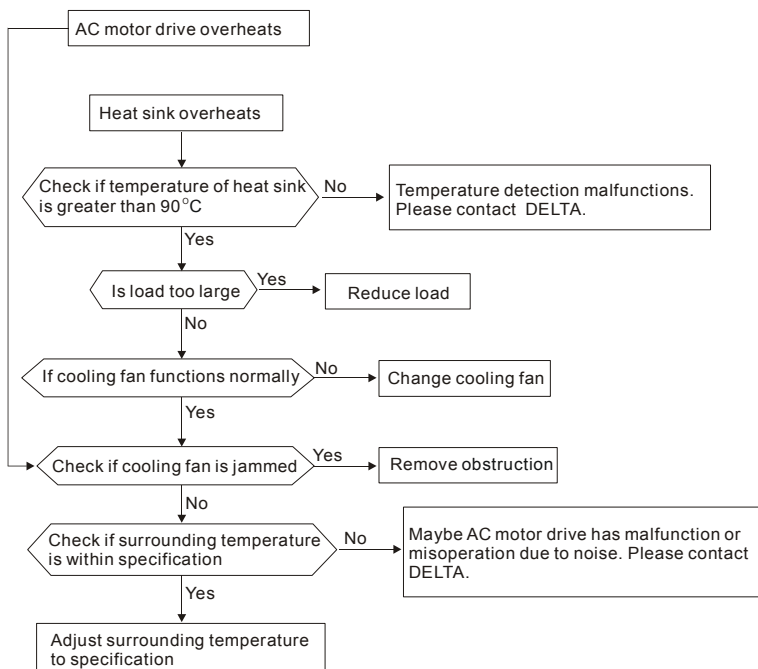 AC motor drive overheats
Heat sink overheats
Check if temperature of heat sink
is greater than 90°C
No
Temperature detection malfunctions.
Please contact DELTA.
Yes
Is load too large
Yes
Reduce load
No
If cooling fan functions normally
No
Change cooling fan
Yes
Check if cooling fan is jammed
Yes
Remove obstruction
No
Check if surrounding temperature
is within specification
No
Maybe AC motor drive has malfunction or
misoperation due to noise. Please contact
DELTA.
Yes
Adjust surrounding temperature
to specification